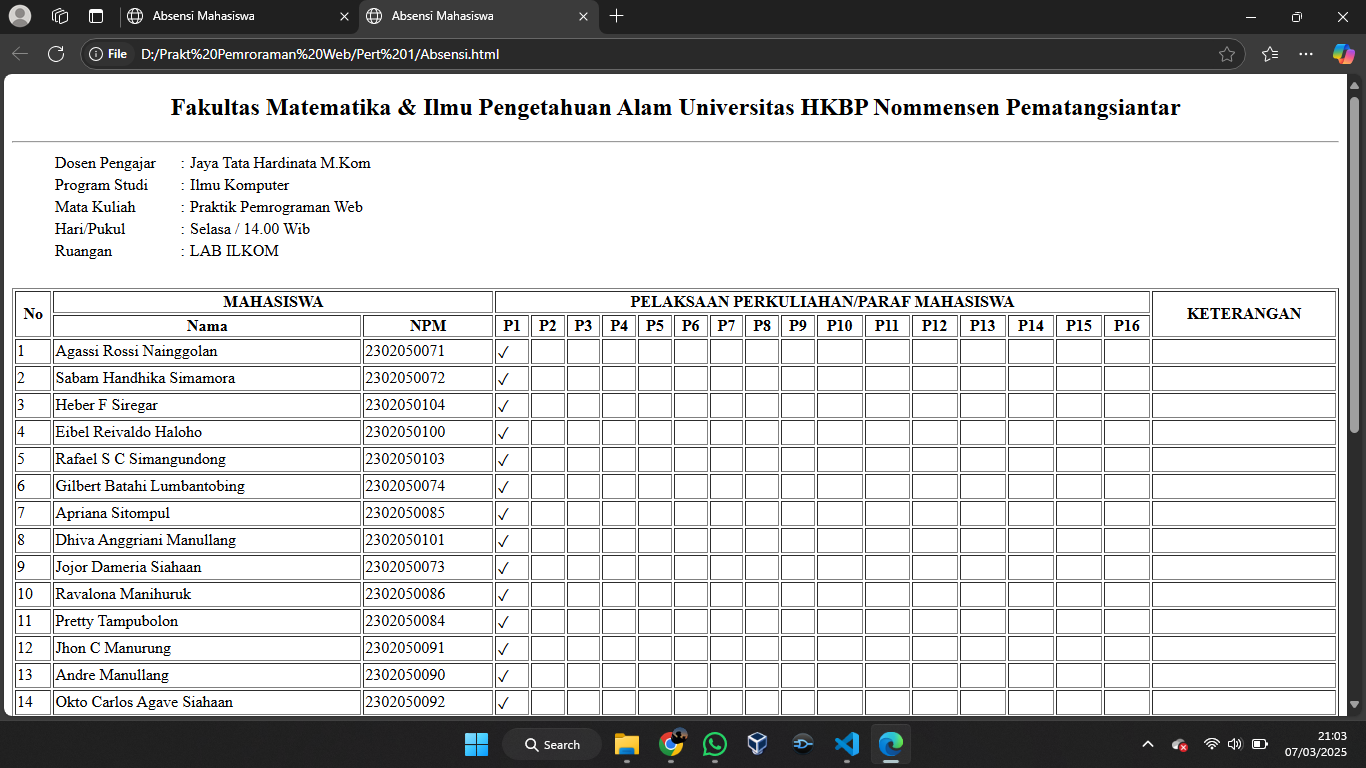 Absensi Mahasiswa
Absensi Mahasiswa
File D:/Prakt%20Pemroraman%20Web/Pert%201/Absensi.html
Fakultas Matematika & Ilmu Pengetahuan Alam Universitas HKBP Nommensen Pematangsiantar
Dosen Pengajar : Jaya Tata Hardinata M.Kom
Program Studi : Ilmu Komputer
Mata Kuliah : Praktik Pemrograman Web
Hari/Pukul : Selasa / 14.00 Wib
Ruangan : LAB ILKOM
No MAHASISWA PELAKSAAN PERKULIAHAN/PARAF MAHASISWA KETERANGAN
Nama NPM P1 P2 P3 P4 P5 P6 P7 P8 P9 P10 P11 P12 P13 P14 P15 P16
1 Agassi Rossi Nainggolan 2302050071 ✓
2 Sabam Handhika Simamora 2302050072 ✓
3 Heber F Siregar 2302050104 ✓
4 Eibel Reivaldo Haloho 2302050100 ✓
5 Rafael S C Simangundong 2302050103 ✓
6 Gilbert Batahi Lumbantobing 2302050074 ✓
7 Apriana Sitompul 2302050085 ✓
8 Dhiva Anggriani Manullang 2302050101 ✓
9 Jojor Dameria Siahaan 2302050073 ✓
10 Ravalona Manihuruk 2302050086 ✓
11 Pretty Tampubolon 2302050084 ✓
12 Jhon C Manurung 2302050091 ✓
13 Andre Manullang 2302050090 ✓
14 Okto Carlos Agave Siahaan 2302050092 ✓
Search
21:03
07/03/2025